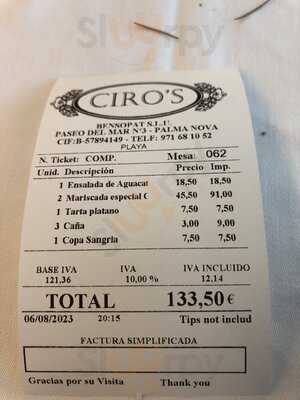 Sluurpy
CIRO'S
BENSOPAT S.L.U.
PASEO DEL MAR Nº3 - PALMA NOVA
CIF:B-57894149 - TELF: 971 68 10 52
PLAYA
N. Ticket: COMP. Mesa: 062
Unid. Descripción Precio Imp.
1 Ensalada de Aguacat 18,50 18,50
2 Mariscada especial C 45,50 91,00
1 Tarta platano 7,50 7,50
3 Caña 3,00 9,00
1 Copa Sangria 7,50 7,50
BASE IVA IVA IVA INCLUIDO
121,36 10,00 % 12,14
TOTAL 133,50 €
06/08/2023 20:15 Tips not includ
FACTURA SIMPLIFICADA
Gracias por su Visita Thank you